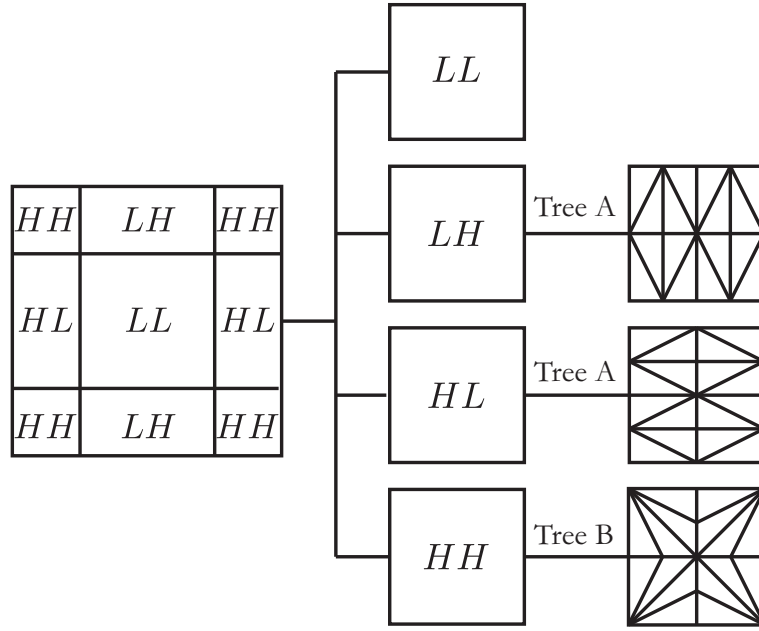 LL
LH
Tree A
HH LH HH
HL LL HL
HH LH HH
HL
Tree A
HH
Tree B